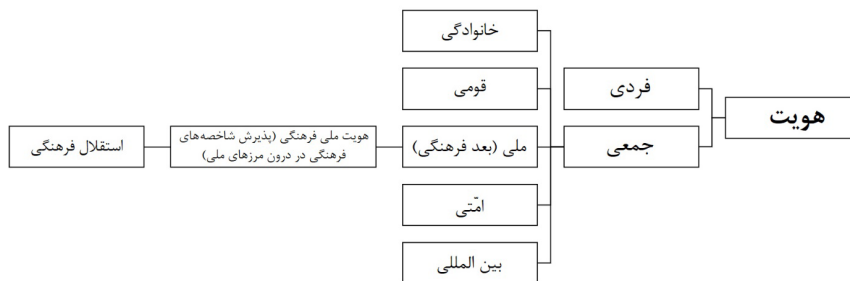 هویت
فردی
جمعی
خانوادگی
قومی
ملی (بعد فرهنگی)
امّتی
بین المللی
هویت ملی فرهنگی (پذیرش شاخصه‌های
فرهنگی در درون مرزهای ملی)
استقلال فرهنگی